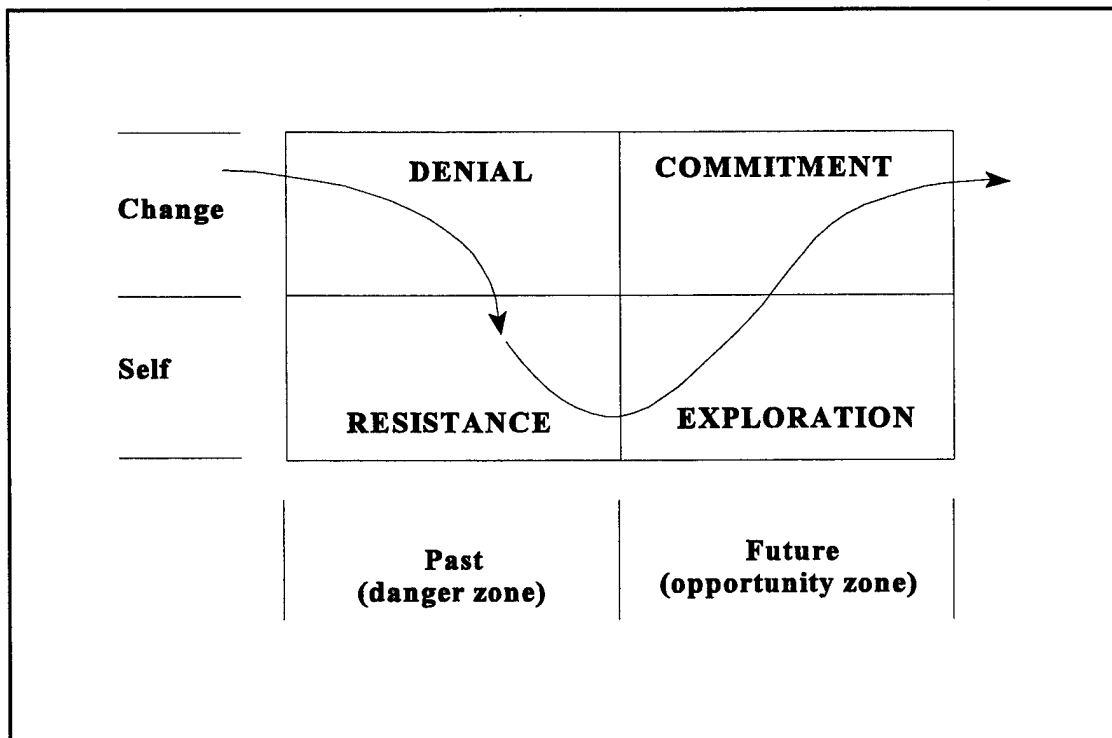 DENIAL
COMMITMENT
Change
Self
RESISTANCE
EXPLORATION
Past
(danger zone)
Future
(opportunity zone)